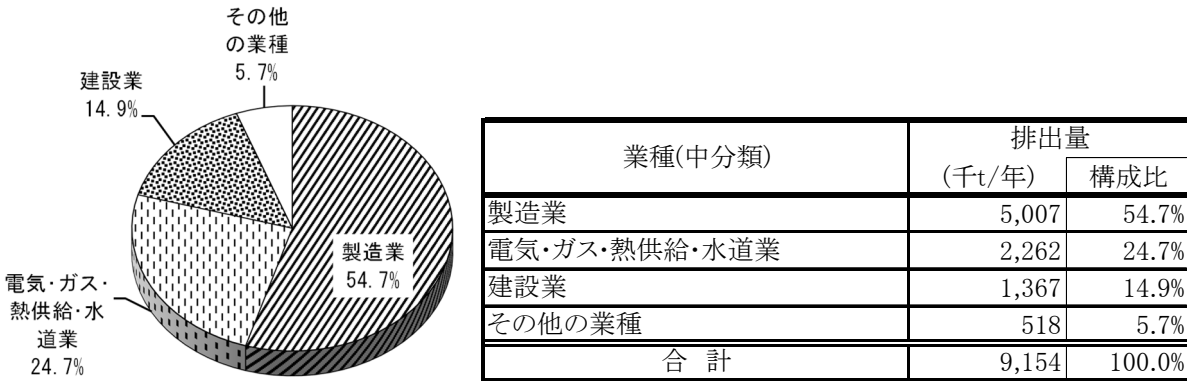 その他
の業種
5.7%
建設業
14.9%
製造業
54.7%
電気・ガス・
熱供給・水
道業
24.7%
業種(中分類) 排出量
(千t/年) 構成比
製造業 5,007 54.7%
電気・ガス・熱供給・水道業 2,262 24.7%
建設業 1,367 14.9%
その他の業種 518 5.7%
合 計 9,154 100.0%